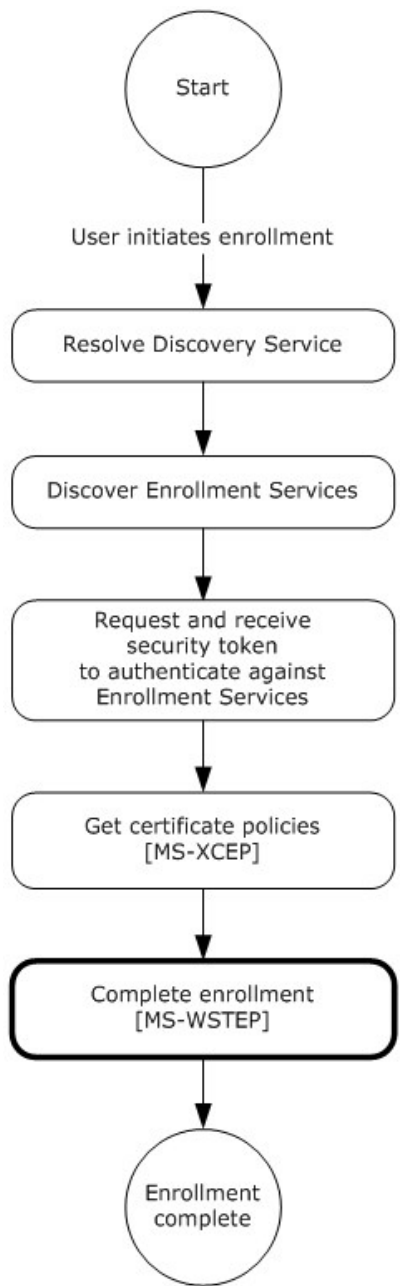 Start
User initiates enrollment
Resolve Discovery Service
Discover Enrollment Services
Request and receive
security token
to authenticate against
Enrollment Services
Get certificate policies
[MS-XCEP]
Complete enrollment
[MS-WSTEP]
Enrollment
complete